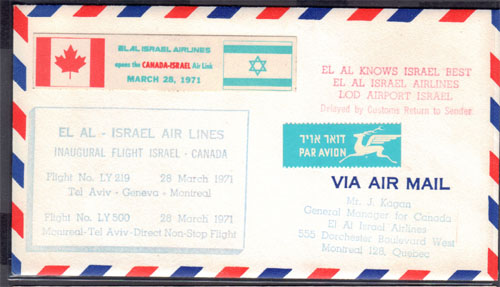 EL AL ISRAEL AIRLINES
opens the CANADA-ISRAEL Air Link
MARCH 28, 1971
EL AL KNOWS ISRAEL BEST
EL AL ISRAEL AIRLINES
LOD AIRPORT ISRAEL
Delayed by Customs Return to Sender
EL AL - ISRAEL AIR LINES
INAUGURAL FLIGHT ISRAEL - CANADA
Flight No. LY 219 28 March 1971
Tel Aviv - Geneva - Montreal
Flight No. LY 500 28 March 1971
Montreal-Tel Aviv-Direct Non-Stop Flight
דואר אויר
PAR AVION
VIA AIR MAIL
Mr. J. Kagan
General Manager for Canada
El Al Israel Airlines
555 Dorchester Boulevard West
Montreal 128, Quebec